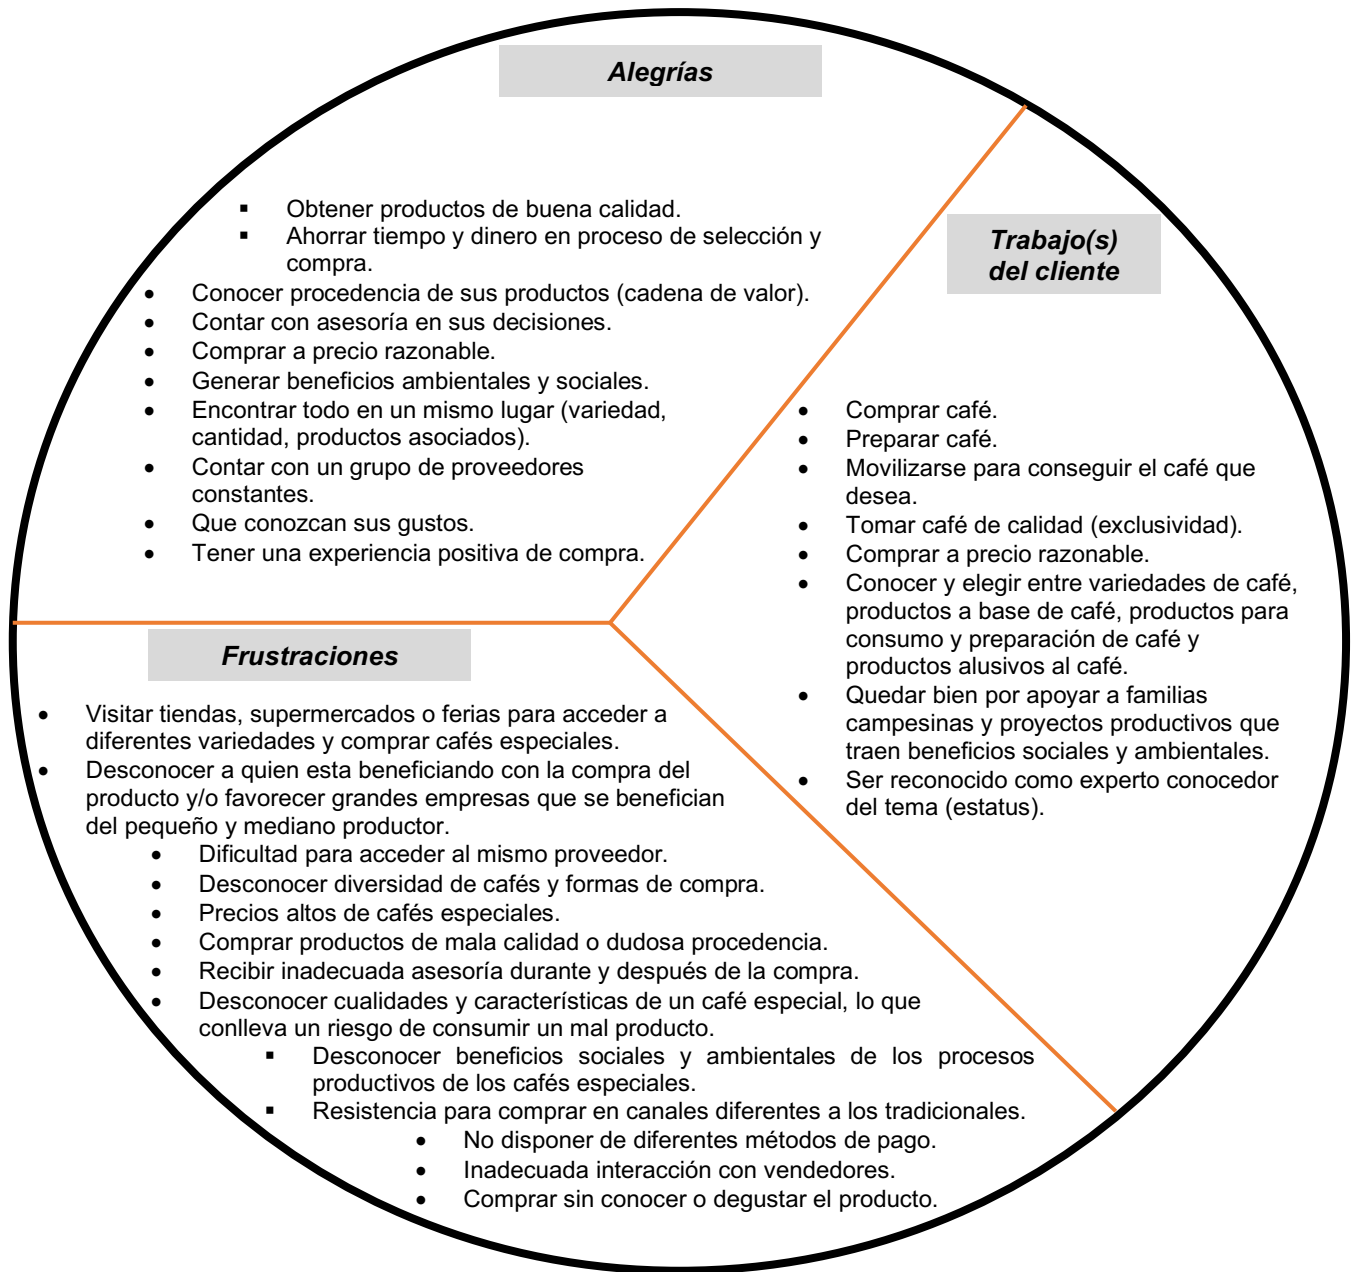 Alegrías
▪ Obtener productos de buena calidad.
▪ Ahorrar tiempo y dinero en proceso de selección y
compra.
• Conocer procedencia de sus productos (cadena de valor).
• Contar con asesoría en sus decisiones.
• Comprar a precio razonable.
• Generar beneficios ambientales y sociales.
• Encontrar todo en un mismo lugar (variedad,
cantidad, productos asociados).
• Contar con un grupo de proveedores
constantes.
• Que conozcan sus gustos.
• Tener una experiencia positiva de compra.
Trabajo(s)
del cliente
• Comprar café.
• Preparar café.
• Movilizarse para conseguir el café que
desea.
• Tomar café de calidad (exclusividad).
• Comprar a precio razonable.
• Conocer y elegir entre variedades de café,
productos a base de café, productos para
consumo y preparación de café y
productos alusivos al café.
• Quedar bien por apoyar a familias
campesinas y proyectos productivos que
traen beneficios sociales y ambientales.
• Ser reconocido como experto conocedor
del tema (estatus).
Frustraciones
• Visitar tiendas, supermercados o ferias para acceder a
diferentes variedades y comprar cafés especiales.
• Desconocer a quien esta beneficiando con la compra del
producto y/o favorecer grandes empresas que se benefician
del pequeño y mediano productor.
• Dificultad para acceder al mismo proveedor.
• Desconocer diversidad de cafés y formas de compra.
• Precios altos de cafés especiales.
• Comprar productos de mala calidad o dudosa procedencia.
• Recibir inadecuada asesoría durante y después de la compra.
• Desconocer cualidades y características de un café especial, lo que
conlleva un riesgo de consumir un mal producto.
▪ Desconocer beneficios sociales y ambientales de los procesos
productivos de los cafés especiales.
▪ Resistencia para comprar en canales diferentes a los tradicionales.
• No disponer de diferentes métodos de pago.
• Inadecuada interacción con vendedores.
• Comprar sin conocer o degustar el producto.